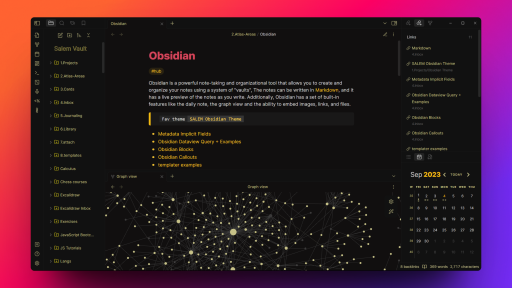 Obsidian
2.Atlas-Areas / Obsidian
Links
Salem Vault
1.Projects
2.Atlas-Areas
3.Cards
4.Inbox
5.Journaling
6.Library
7.attach
8.templates
Calculus
Chess courses
Excalidraw
Excalidraw Inbox
Exercises
JavaScript Bootc...
JS Tutorials
Langs
Obsidian
Obsidian is a powerful note-taking and organizational tool that allows you to create and
organize your notes using a system of "vaults", The notes can be written in Markdown, and it
has a live preview of the notes as you write. Additionally, Obsidian has a set of built-in
features like the daily note, the graph view and the ability to embed images, links, and files.
Fav theme SALEM Obsidian Theme
Metadata Implicit Fields
Obsidian Dataview Query + Examples
Obsidian Blocks
Obsidian Callouts
templater examples
Graph view
Graph view
Markdown
SALEM Obsidian Theme
Metadata Implicit Fields
Obsidian Dataview Query +
Examples
Obsidian Blocks
Obsidian Callouts
templater examples
Sep 2023
TODAY
6 backlinks
399 words
2,717 characters